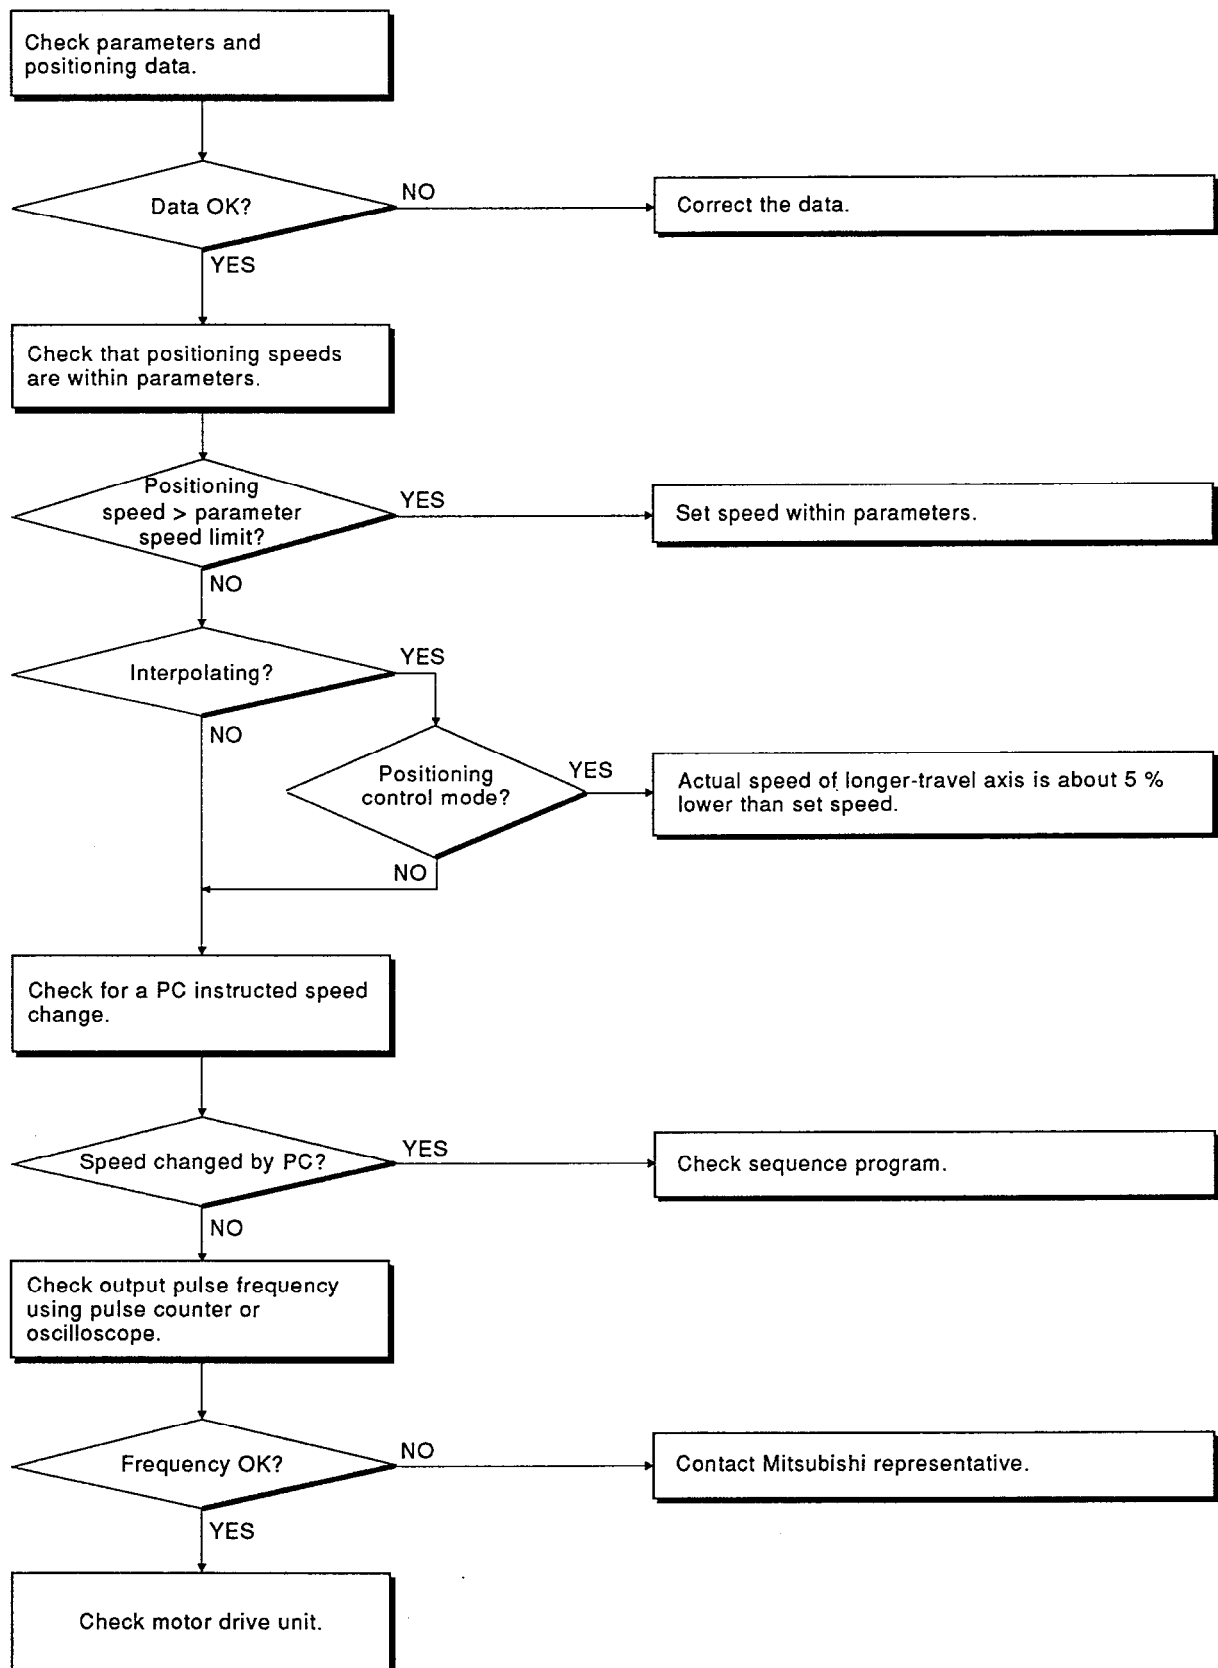 Check parameters and
positioning data.
Data OK?
NO
Correct the data.
YES
Check that positioning speeds
are within parameters.
Positioning
speed > parameter
speed limit?
YES
Set speed within parameters.
NO
Interpolating?
YES
NO
Positioning
control mode?
YES
Actual speed of longer-travel axis is about 5 %
lower than set speed.
NO
Check for a PC instructed speed
change.
Speed changed by PC?
YES
Check sequence program.
NO
Check output pulse frequency
using pulse counter or
oscilloscope.
Frequency OK?
NO
Contact Mitsubishi representative.
YES
Check motor drive unit.